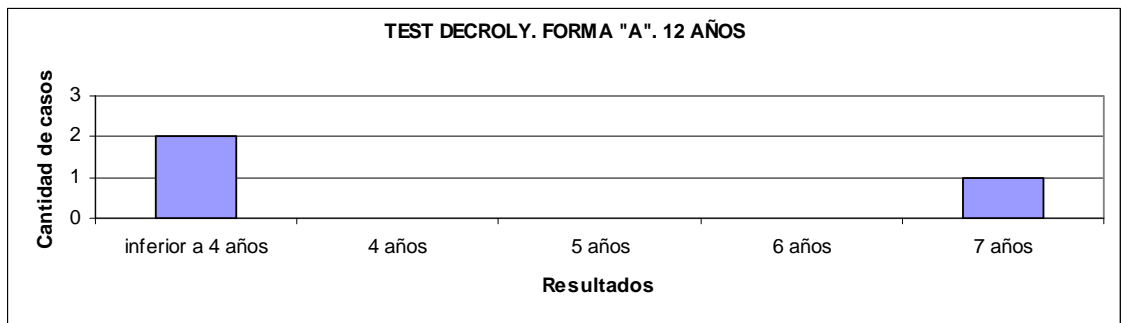 TEST DECROLY. FORMA "A". 12 AÑOS
Cantidad de casos
3
2
1
0
inferior a 4 años
4 años
5 años
6 años
7 años
Resultados